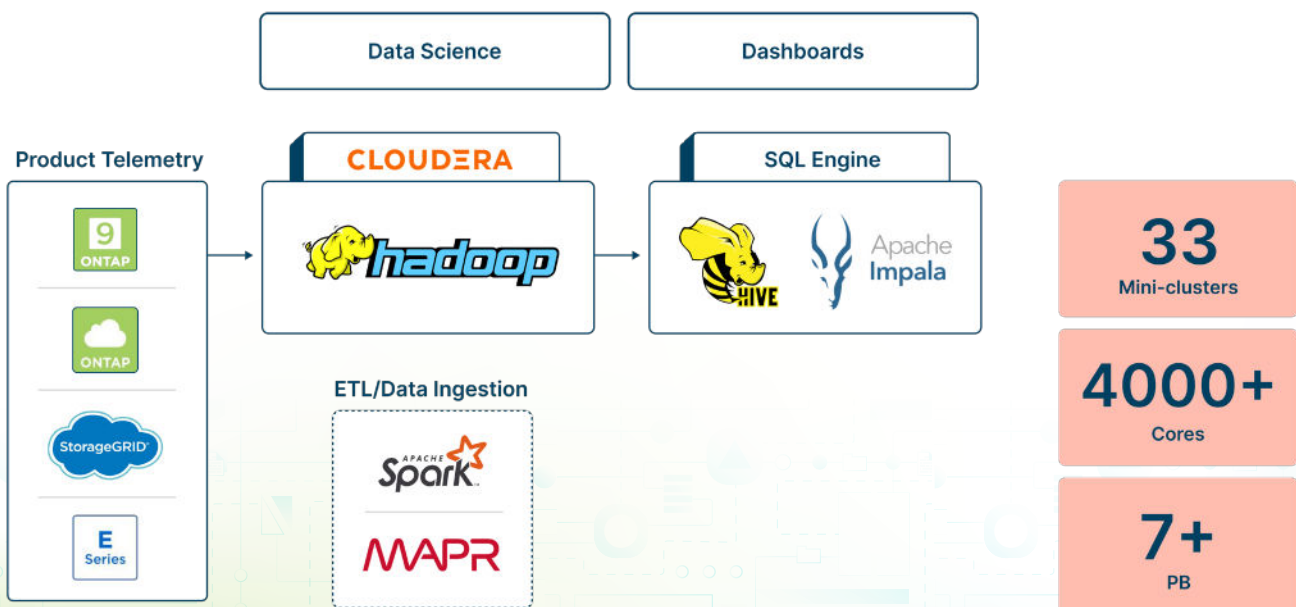 Data Science
Dashboards
Product Telemetry
CLOUDERA
SQL Engine
9
ONTAP
hadoop
HIVE
Apache
Impala
33
Mini-clusters
ONTAP
ETL/Data Ingestion
4000+
Cores
StorageGRID
APACHE
Spark
E
Series
MAPR
7+
PB